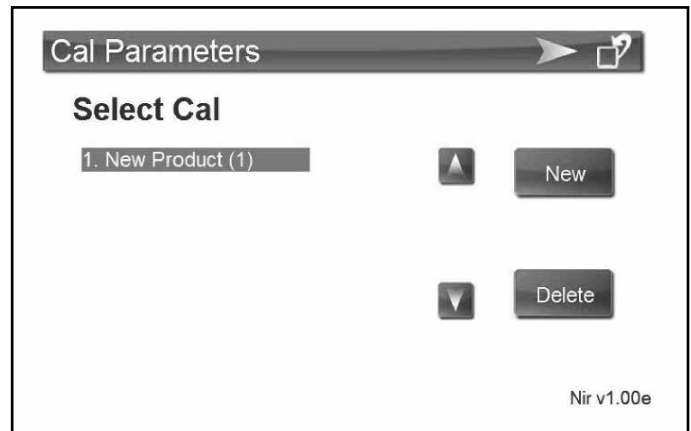 Cal Parameters
Select Cal
1. New Product (1)
New
Delete
Nir v1.00e